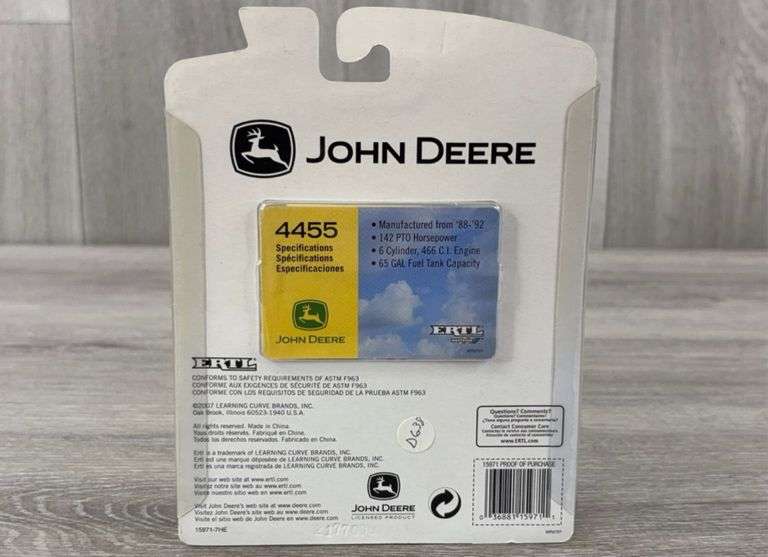 JOHN DEERE
4455
Specifications
Spécifications
Especificaciones
JOHN DEERE
• Manufactured from '88-'92
• 142 PTO Horsepower
• 6 Cylinder, 466 C.I. Engine
• 65 GAL Fuel Tank Capacity
ERTL
ERTL
CONFORMS TO SAFETY REQUIREMENTS OF ASTM F963
CONFORME AUX EXIGENCES DE SÉCURITÉ DE ASTM F963
CONFORME CON LOS REQUISITOS DE SEGURIDAD DE LA PRUEBA ASTM F963
©2007 LEARNING CURVE BRANDS, INC.
Oak Brook, Illinois 60523-1940 U.S.A.
All rights reserved. Made in China.
Tous droits réservés. Fabriqué en China.
Todos los derechos reservados. Fabricado en China.
Ertl is a trademark of LEARNING CURVE BRANDS, INC.
Ertl est une marque déposée de LEARNING CURVE BRANDS, INC.
Ertl es una marca registrada de LEARNING CURVE BRANDS, INC.
Visit our web site at www.ertl.com
Visitez notre site web au www.ertl.com
Visite nuestro sitio web en www.ertl.com
Visit John Deere's web site at www.deere.com
Visitez John Deere's site web au www.deere.com
Visite el sitio web de John Deere en www.deere.com
15971-7HE
JOHN DEERE
LICENSED PRODUCT
Questions? Comments?
Contact Consumer Care
www.ERTL.com
15971 PROOF OF PURCHASE
0 36881 15971 1